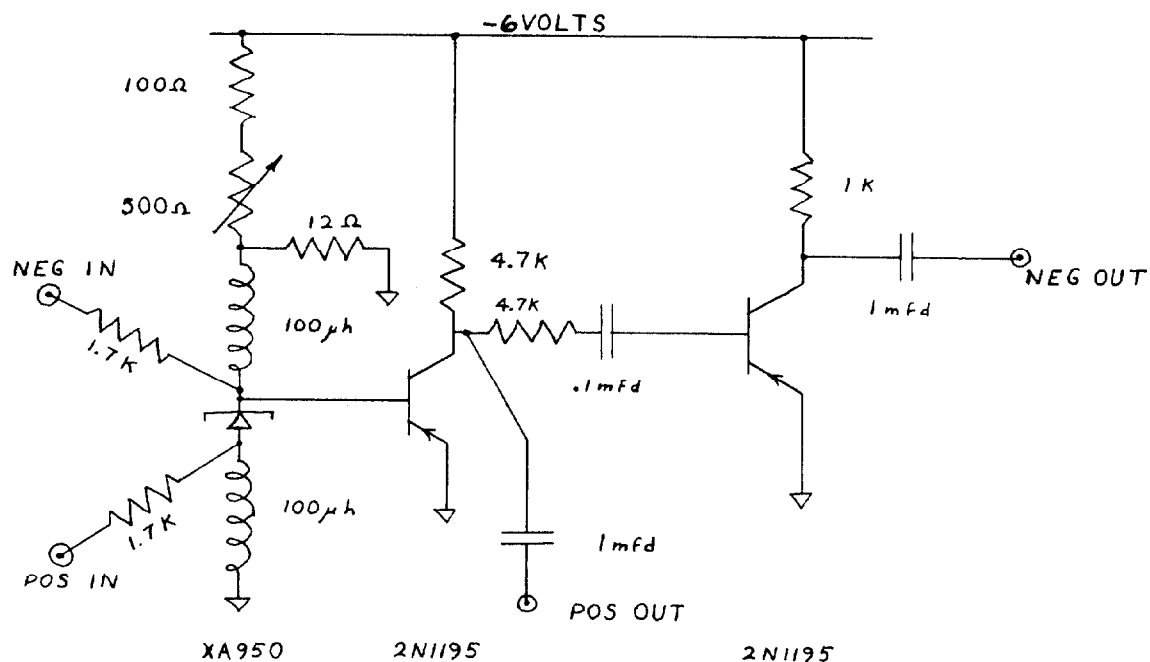 -6VOLTS
100Ω
500Ω
12Ω
NEG IN
4.7K
1K
4.7K
NEG OUT
1mfd
100μh
1.7K
.1mfd
100μh
1.7K
1mfd
POS IN
POS OUT
XA950
2N1195
2N1195